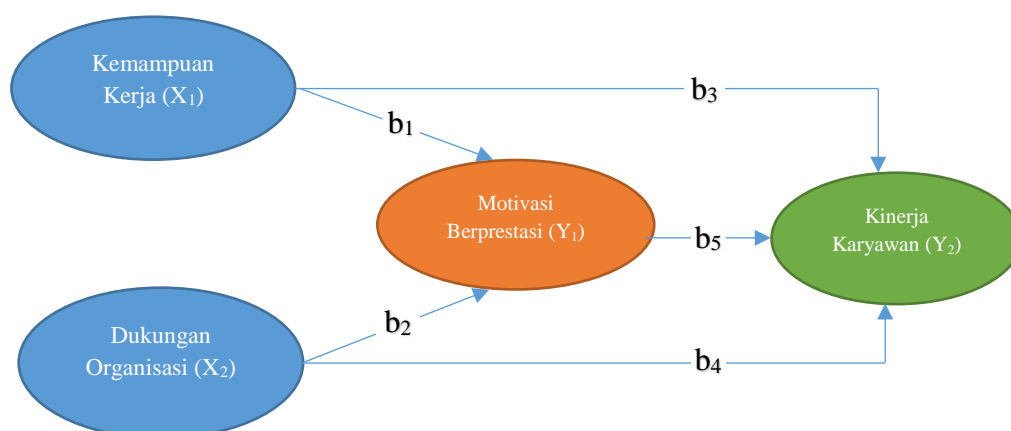 Kemampuan
Kerja (X₁)
b₃
b₁
Motivasi
Berprestasi (Y₁)
Kinerja
Karyawan (Y₂)
b₅
b₂
Dukungan
Organisasi (X₂)
b₄